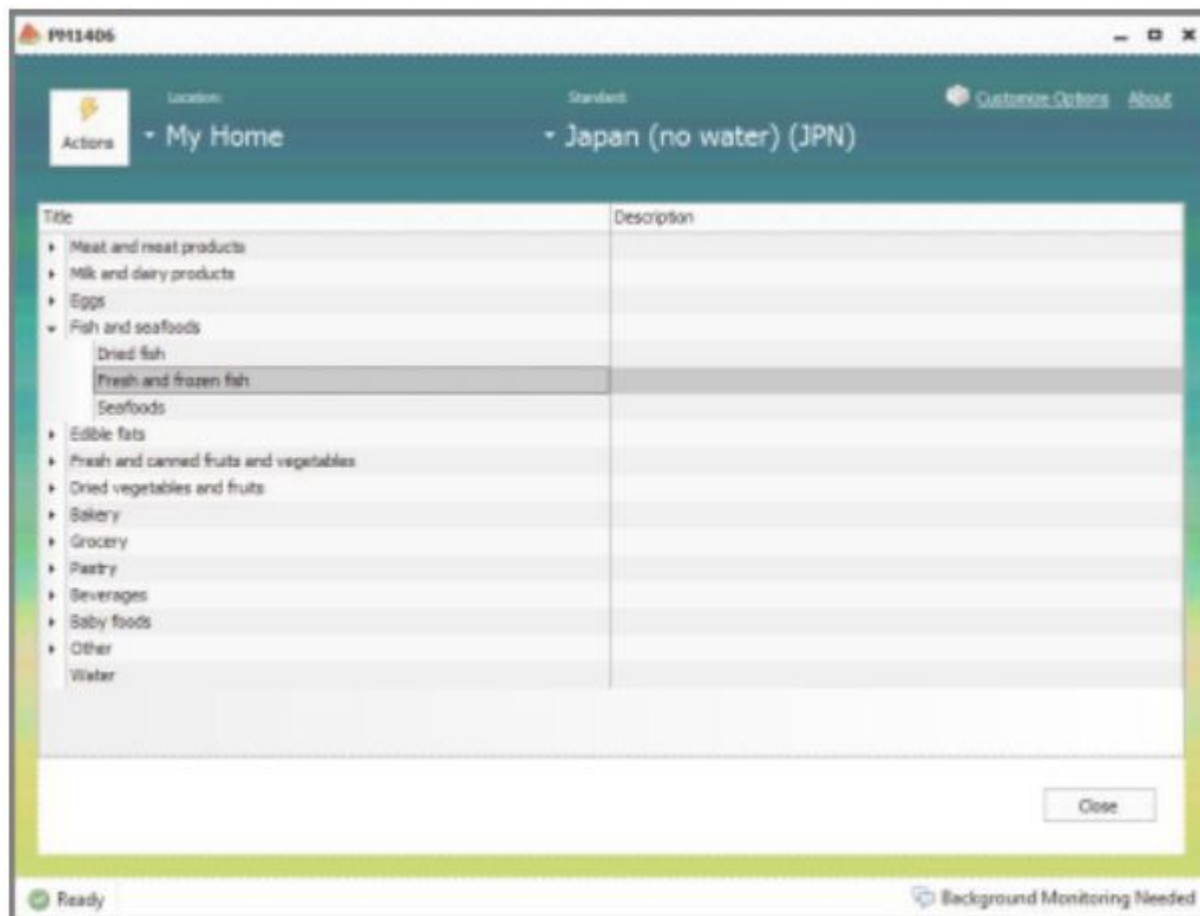 PM1406
Actions
Location:
My Home
Standard:
Japan (no water) (JPN)
Customize Options About
Title Description
Meat and meat products
Milk and dairy products
Eggs
Fish and seafoods
Dried fish
Fresh and frozen fish
Seafoods
Edible fats
Fresh and canned fruits and vegetables
Dried vegetables and fruits
Bakery
Grocery
Pastry
Beverages
Baby foods
Other
Water
Close
Ready
Background Monitoring Needed